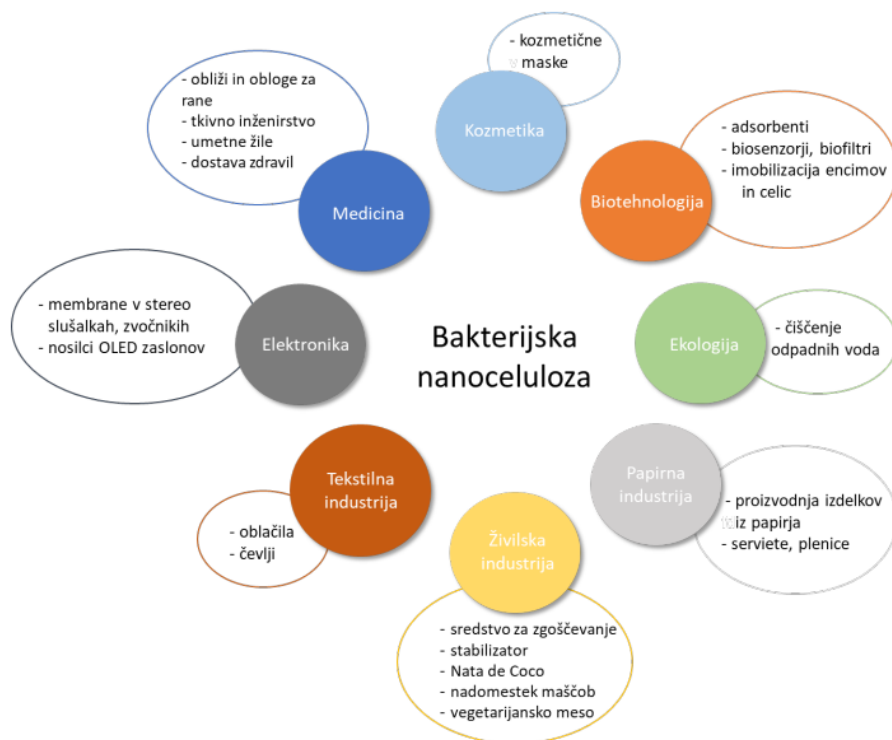 Bakterijska
nanoceluloza
Kozmetika
- kozmetične
maske
Biotehnologija
- adsorbenti
- biosenzorji, biofiltri
- imobilizacija encimov
in celic
Ekologija
- čiščenje
odpadnih voda
Papirna
industrija
- proizvodnja izdelkov
iz papirja
- serviete, plenice
Živilska
industrija
- sredstvo za zgoščevanje
- stabilizator
- Nata de Coco
- nadomestek maščob
- vegetarijansko meso
Tekstilna
industrija
- oblačila
- čevlji
Elektronika
- membrane v stereo
slušalkah, zvočnikih
- nosilci OLED zaslonov
Medicina
- obliži in obloge za
rane
- tkivno inženirstvo
- umetne žile
- dostava zdravil